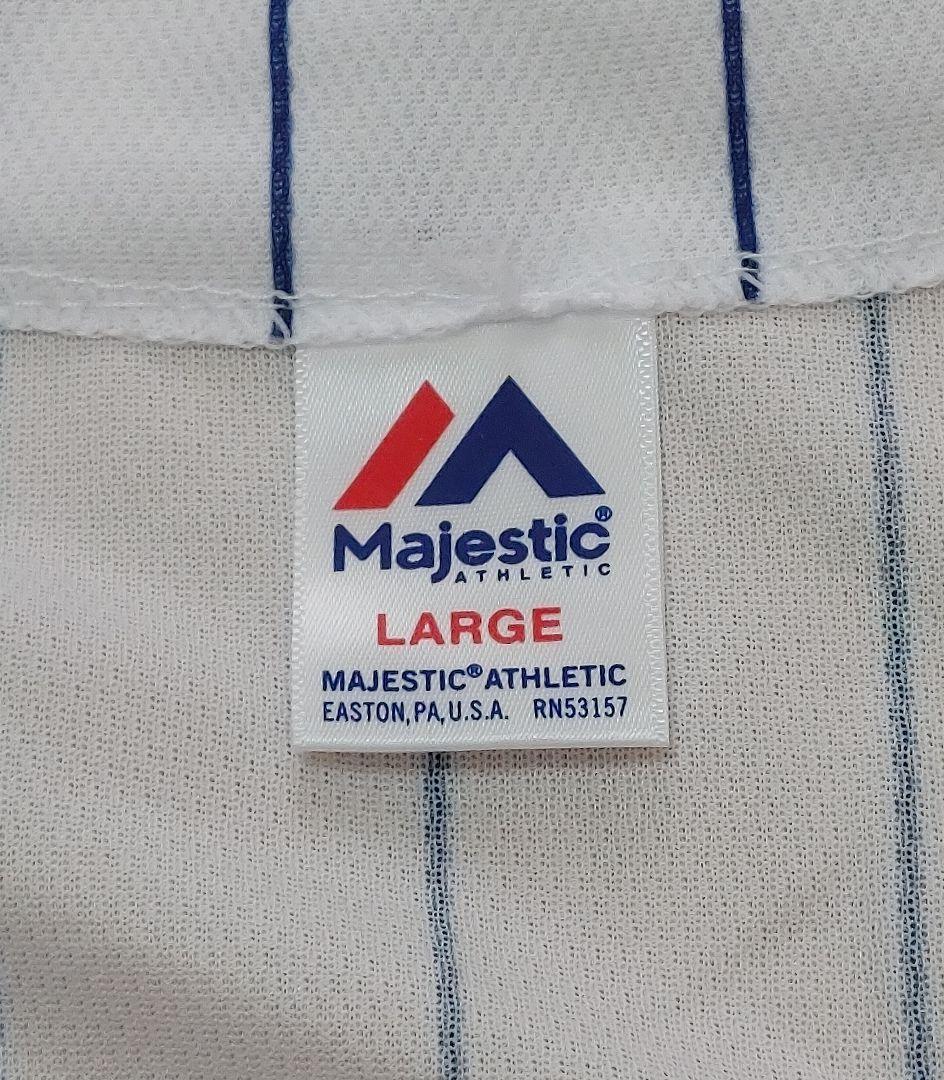 Majestic®
ATHLETIC
LARGE
MAJESTIC® ATHLETIC
EASTON, PA, U.S.A. RN53157